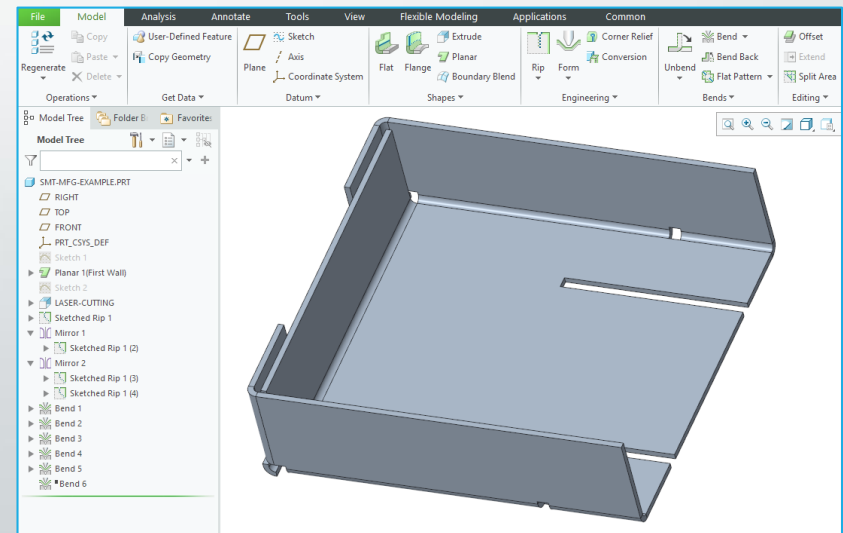 File Model Analysis Annotate Tools View Flexible Modeling Applications Common
Copy User-Defined Feature Sketch Extrude Corner Relief Bend Offset
Paste Copy Geometry Axis Planar Conversion Bend Back Extend
Regenerate Delete Plane Coordinate System Flat Flange Boundary Blend Rip Form Unbend Flat Pattern Split Area
Operations Get Data Datum Shapes Engineering Bends Editing
Model Tree Folder B Favorite:
Model Tree
SMT-MFG-EXAMPLE.PRT
RIGHT
TOP
FRONT
PRT_CSYS_DEF
Sketch 1
Planar 1(First Wall)
Sketch 2
LASER-CUTTING
Sketched Rip 1
Mirror 1
Sketched Rip 1 (2)
Mirror 2
Sketched Rip 1 (3)
Sketched Rip 1 (4)
Bend 1
Bend 2
Bend 3
Bend 4
Bend 5
Bend 6